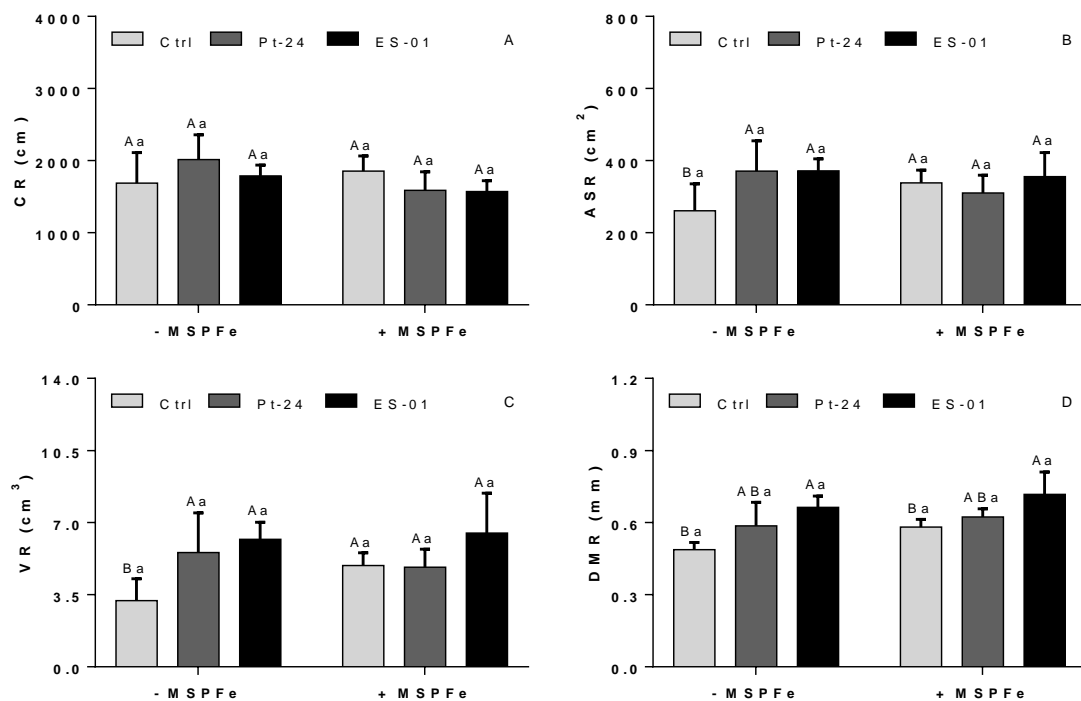 CR (cm)
4000
3000
2000
1000
0
Ctrl Pt-24 ES-01 A
Aa Aa Aa Aa Aa Aa
- MSPFe + MSPFe
ASR (cm²)
800
600
400
200
0
Ctrl Pt-24 ES-01 B
Ba Aa Aa Aa Aa Aa
- MSPFe + MSPFe
VR (cm³)
14.0
10.5
7.0
3.5
0.0
Ctrl Pt-24 ES-01 C
Ba Aa Aa Aa Aa Aa
- MSPFe + MSPFe
DMR (mm)
1.2
0.9
0.6
0.3
0.0
Ctrl Pt-24 ES-01 D
Ba ABa Aa Ba ABa Aa
- MSPFe + MSPFe